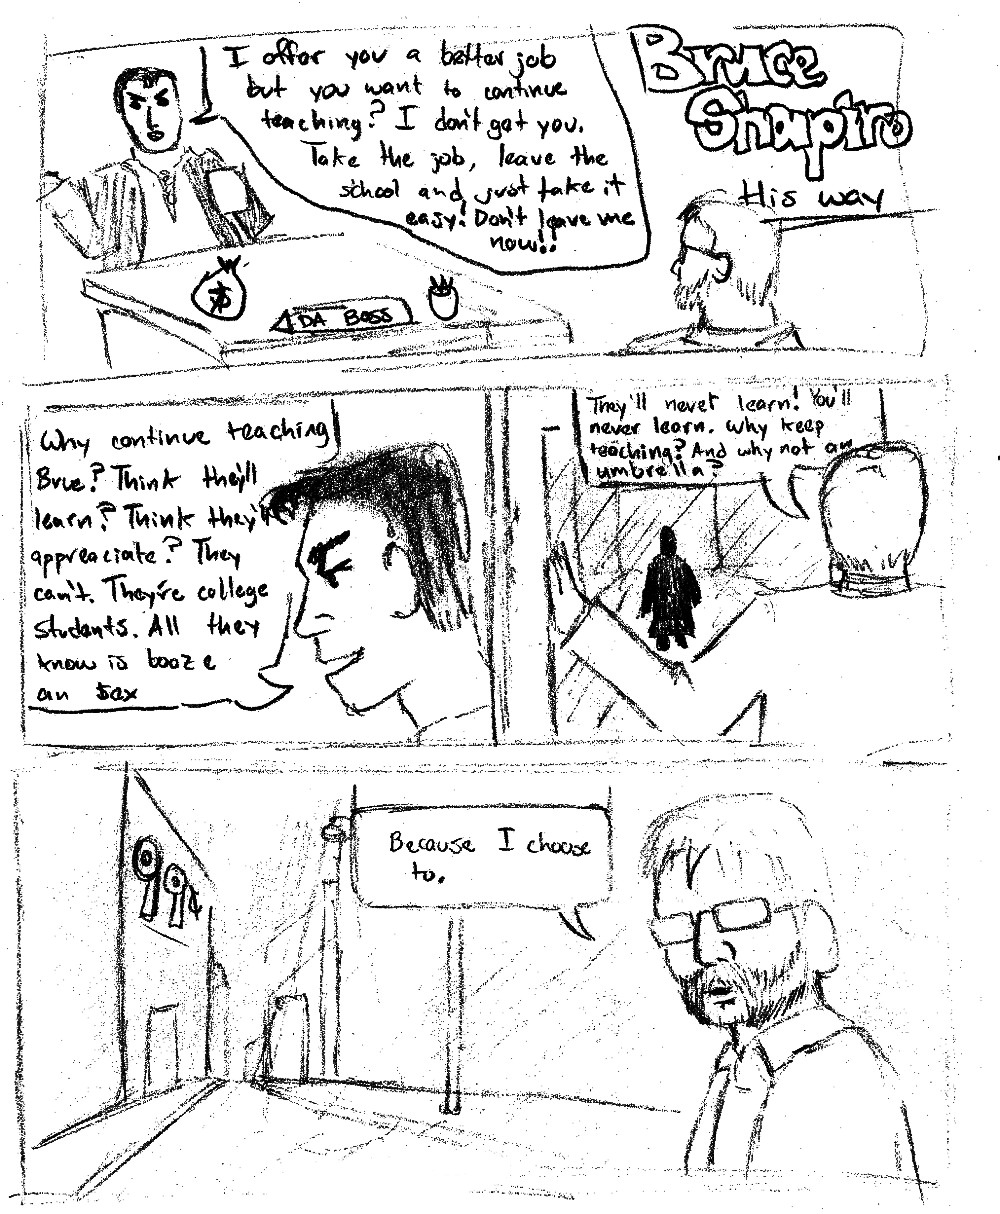 I offer you a better job
but you want to continue
teaching? I don't get you.
Take the job, leave the
school and just take it
easy! Don't leave me
now!!
Bruce
Shapiro
His way
$
DA BOSS
Why continue teaching
Brue? Think they'll
learn? Think they'll
appreaciate? They
can't. They're college
students. All they
know is booze
an sex
They'll never learn! You'll
never learn. Why keep
teaching? And why not an
umbrella?
Because I choose
to.